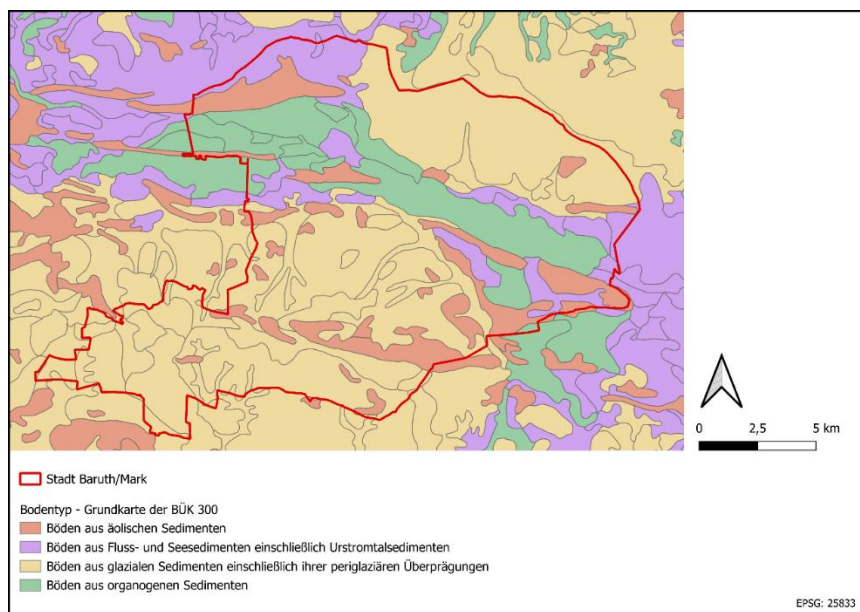 0 2,5 5 km
Stadt Baruth/Mark
Bodentyp - Grundkarte der BÜK 300
Böden aus äolischen Sedimenten
Böden aus Fluss- und Seesedimenten einschließlich Urstromtalsedimenten
Böden aus glazialen Sedimenten einschließlich ihrer periglaziären Überprägungen
Böden aus organogenen Sedimenten
EPSG: 25833